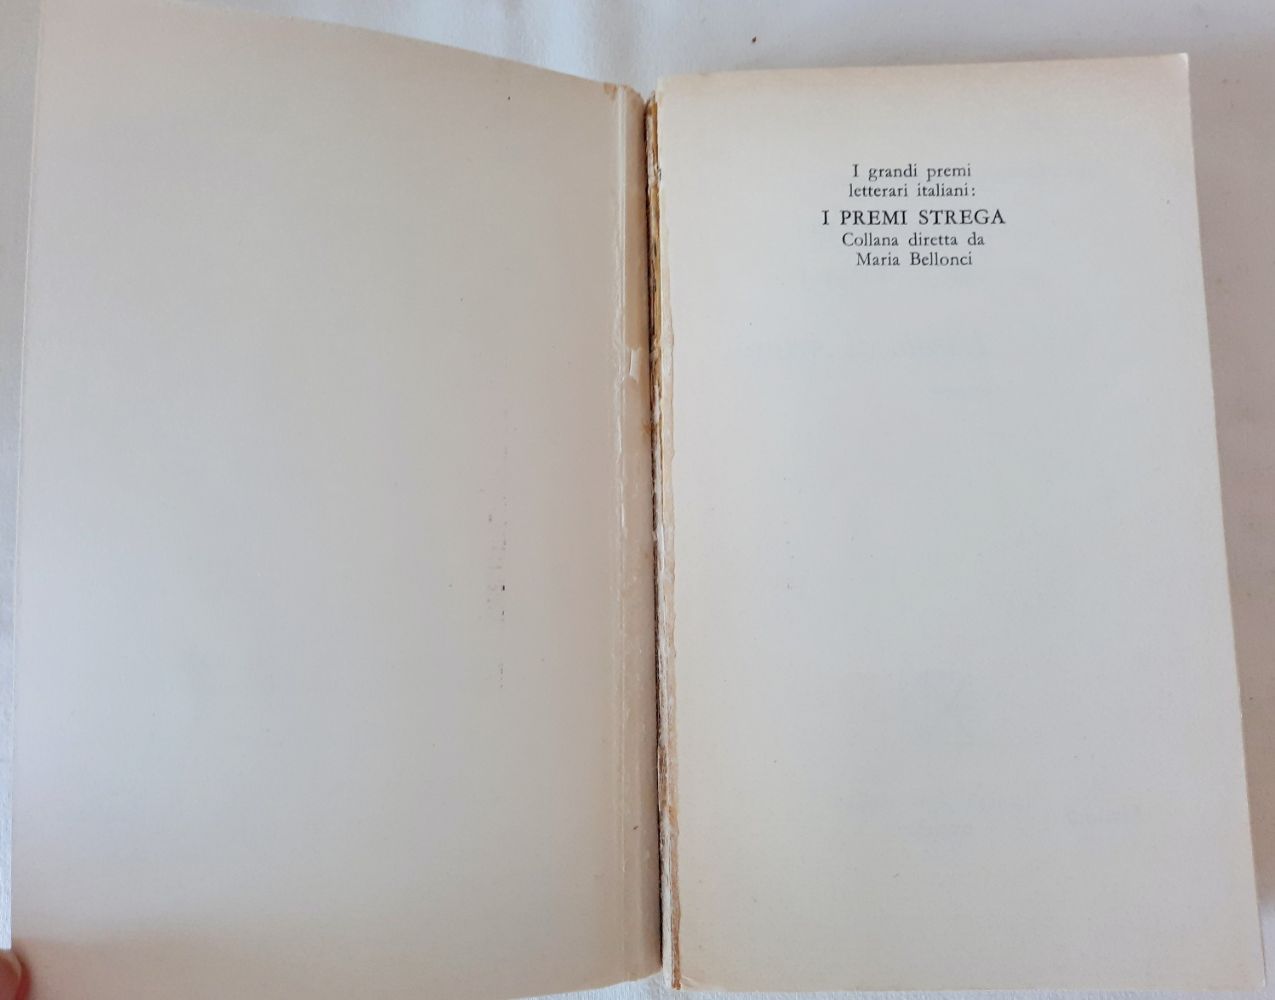 I grandi premi
letterari italiani:
I PREMI STREGA
Collana diretta da
Maria Bellonci